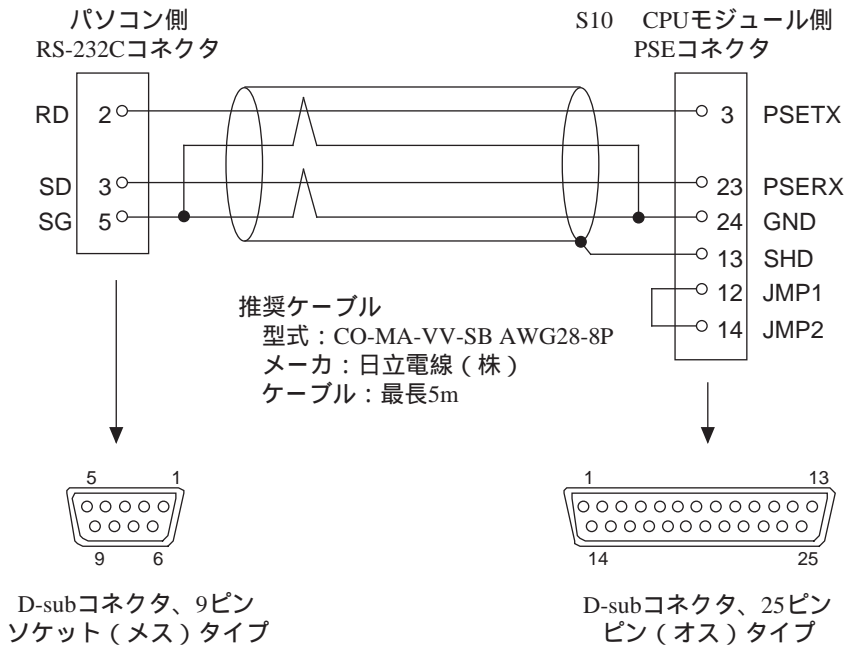 パソコン側
RS-232Cコネクタ
S10 CPUモジュール側
PSEコネクタ
RD 2
SD 3
SG 5
3 PSETX
23 PSERX
24 GND
13 SHD
12 JMP1
14 JMP2
推奨ケーブル
型式：CO-MA-VV-SB AWG28-8P
メーカ：日立電線（株）
ケーブル：最長5m
5 1
9 6
D-subコネクタ、9ピン
ソケット（メス）タイプ
1 13
14 25
D-subコネクタ、25ピン
ピン（オス）タイプ